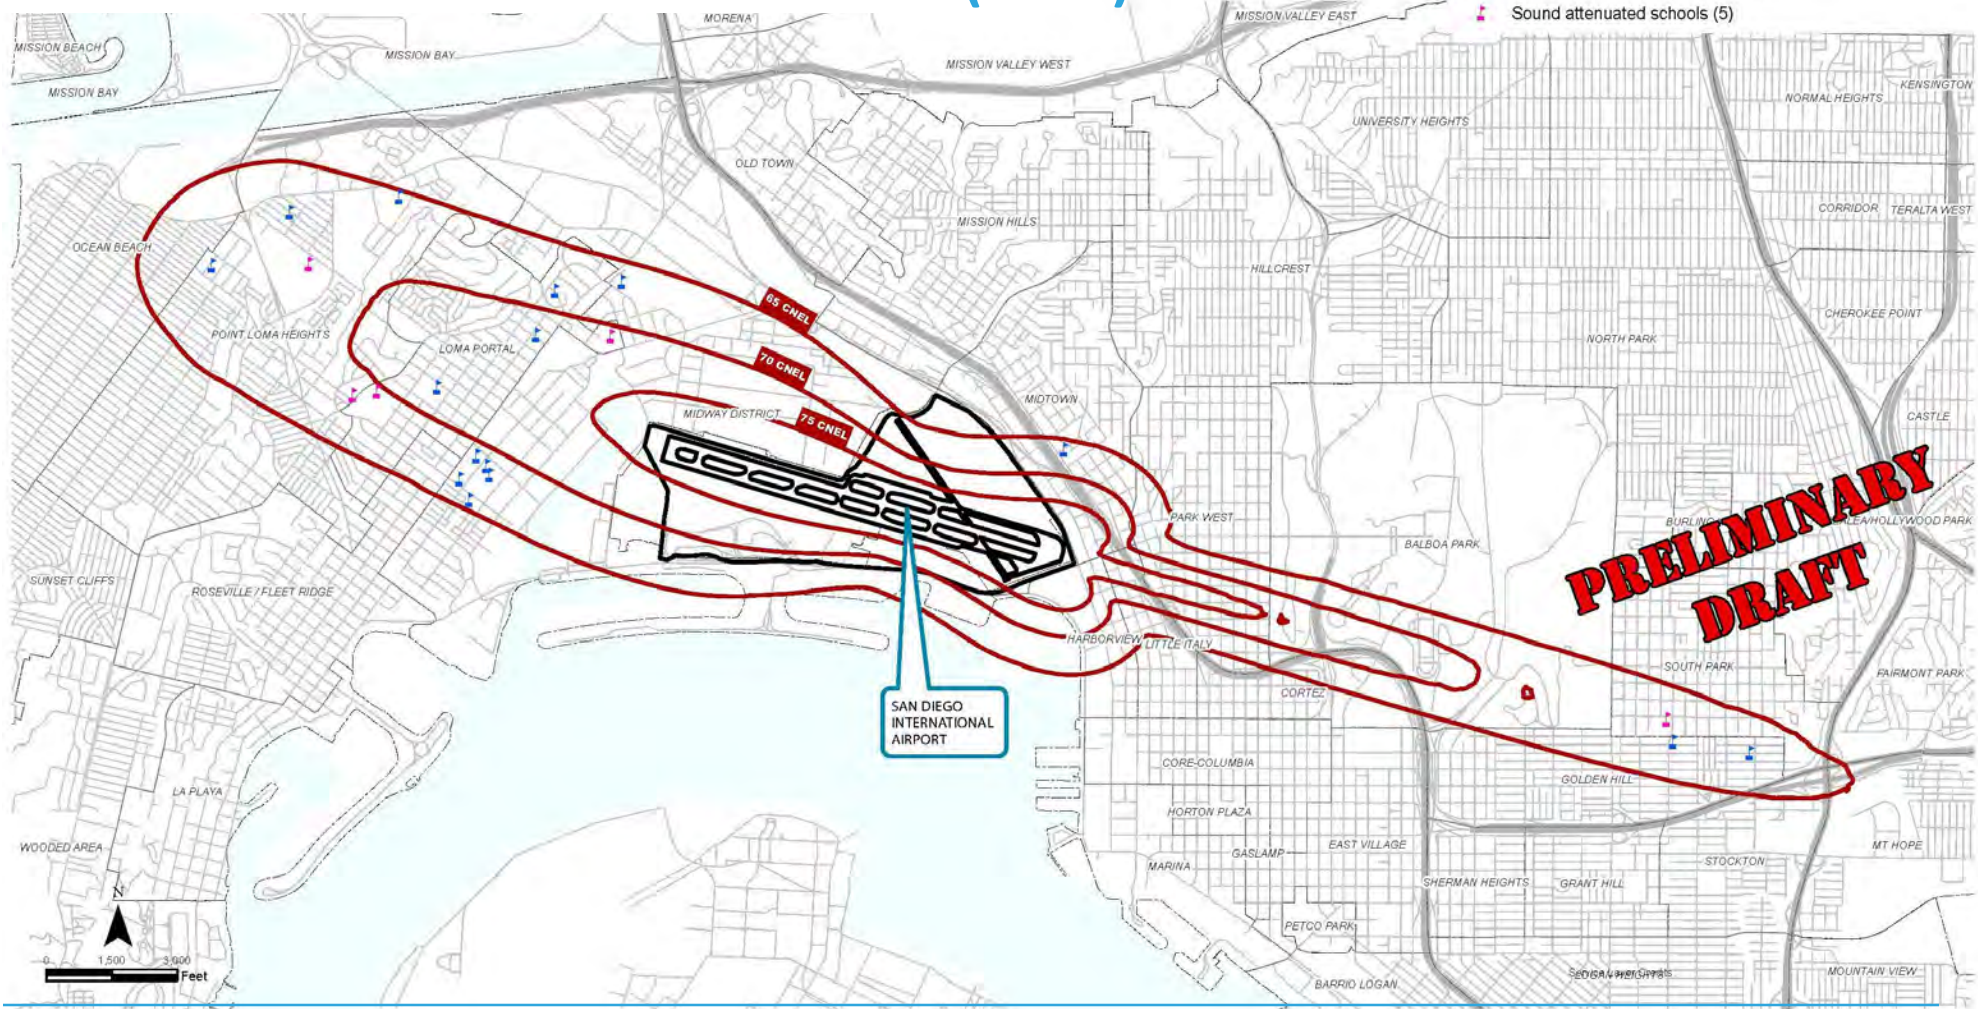 Sound attenuated schools (5)
MORENA
MISSION VALLEY EAST
MISSION BEACH
MISSION BAY
MISSION VALLEY WEST
KENSINGTON
MISSION BAY
NORMAL HEIGHTS
UNIVERSITY HEIGHTS
OLD TOWN
CORRIDOR
TERALTA WEST
MISSION HILLS
OCEAN BEACH
HILLCREST
65 CNEL
CHEROKEE POINT
POINT LOMA HEIGHTS
NORTH PARK
LOMA PORTAL
70 CNEL
MIDTOWN
MIDWAY DISTRICT
CASTLE
75 CNEL
PARK WEST
PRELIMINARY
DRAFT
BALBOA PARK
/HOLLYWOOD PARK
SUNSET CLIFFS
ROSEVILLE / FLEET RIDGE
HARBORVIEW
LITTLE ITALY
SOUTH PARK
FAIRMONT PARK
CORTEZ
SAN DIEGO
INTERNATIONAL
AIRPORT
CORE-COLUMBIA
GOLDEN HILL
LA PLAYA
HORTON PLAZA
WOODED AREA
EAST VILLAGE
MT HOPE
GASLAMP
STOCKTON
MARINA
SHERMAN HEIGHTS
GRANT HILL
N
PETCO PARK
0 1,500 3,000
Feet
LOGAN HEIGHTS
MOUNTAIN VIEW
BARRIO LOGAN